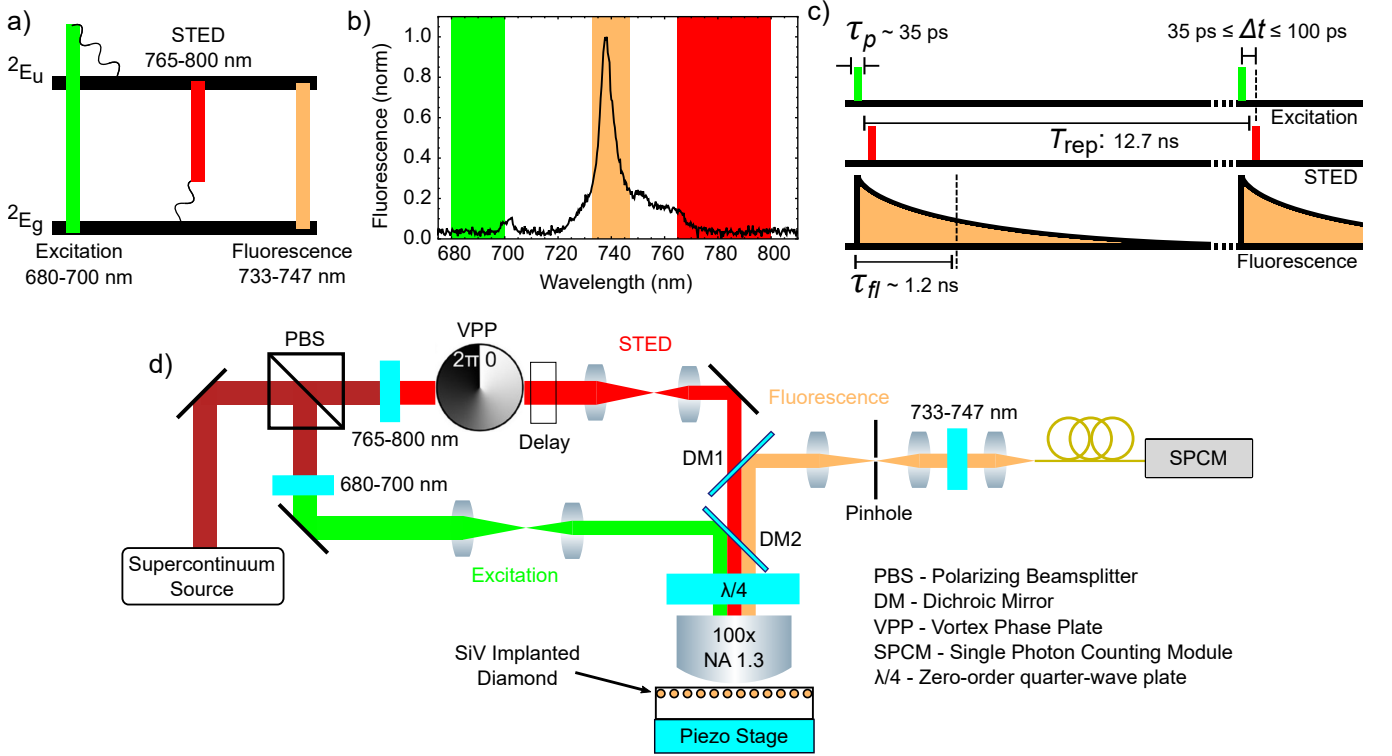 a)
STED
765-800 nm
²Eu
²Eg
Excitation
680-700 nm
Fluorescence
733-747 nm
b)
Fluorescence (norm)
1.0
0.8
0.6
0.4
0.2
0.0
680
700
720
740
760
780
800
Wavelength (nm)
c)
τp ~ 35 ps
35 ps ≤ Δt ≤ 100 ps
Excitation
Trep: 12.7 ns
STED
Fluorescence
τfl ~ 1.2 ns
d)
PBS
VPP
2π 0
STED
765-800 nm
Delay
Fluorescence
733-747 nm
DM1
SPCM
680-700 nm
Pinhole
DM2
Supercontinuum
Source
Excitation
λ/4
100x
NA 1.3
SiV Implanted
Diamond
Piezo Stage
PBS - Polarizing Beamsplitter
DM - Dichroic Mirror
VPP - Vortex Phase Plate
SPCM - Single Photon Counting Module
λ/4 - Zero-order quarter-wave plate